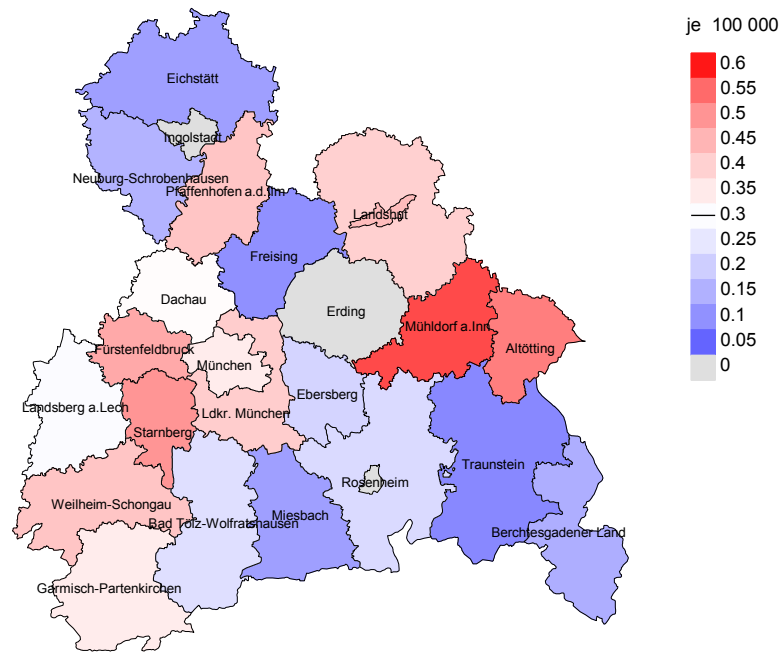 je 100 000
0.6
0.55
0.5
0.45
0.4
0.35
0.3
0.25
0.2
0.15
0.1
0.05
0
Eichstätt
Ingolstadt
Neuburg-Schrobenhausen
Pfaffenhofen a.d.Ilm
Landshut
Freising
Dachau
Erding
Mühldorf a.Inn
Altötting
Fürstenfeldbruck
München
Ebersberg
Landsberg a.Lech
Ldkr. München
Starnberg
Traunstein
Rosenheim
Weilheim-Schongau
Bad Tölz-Wolfratshausen
Miesbach
Berchtesgadener Land
Garmisch-Partenkirchen